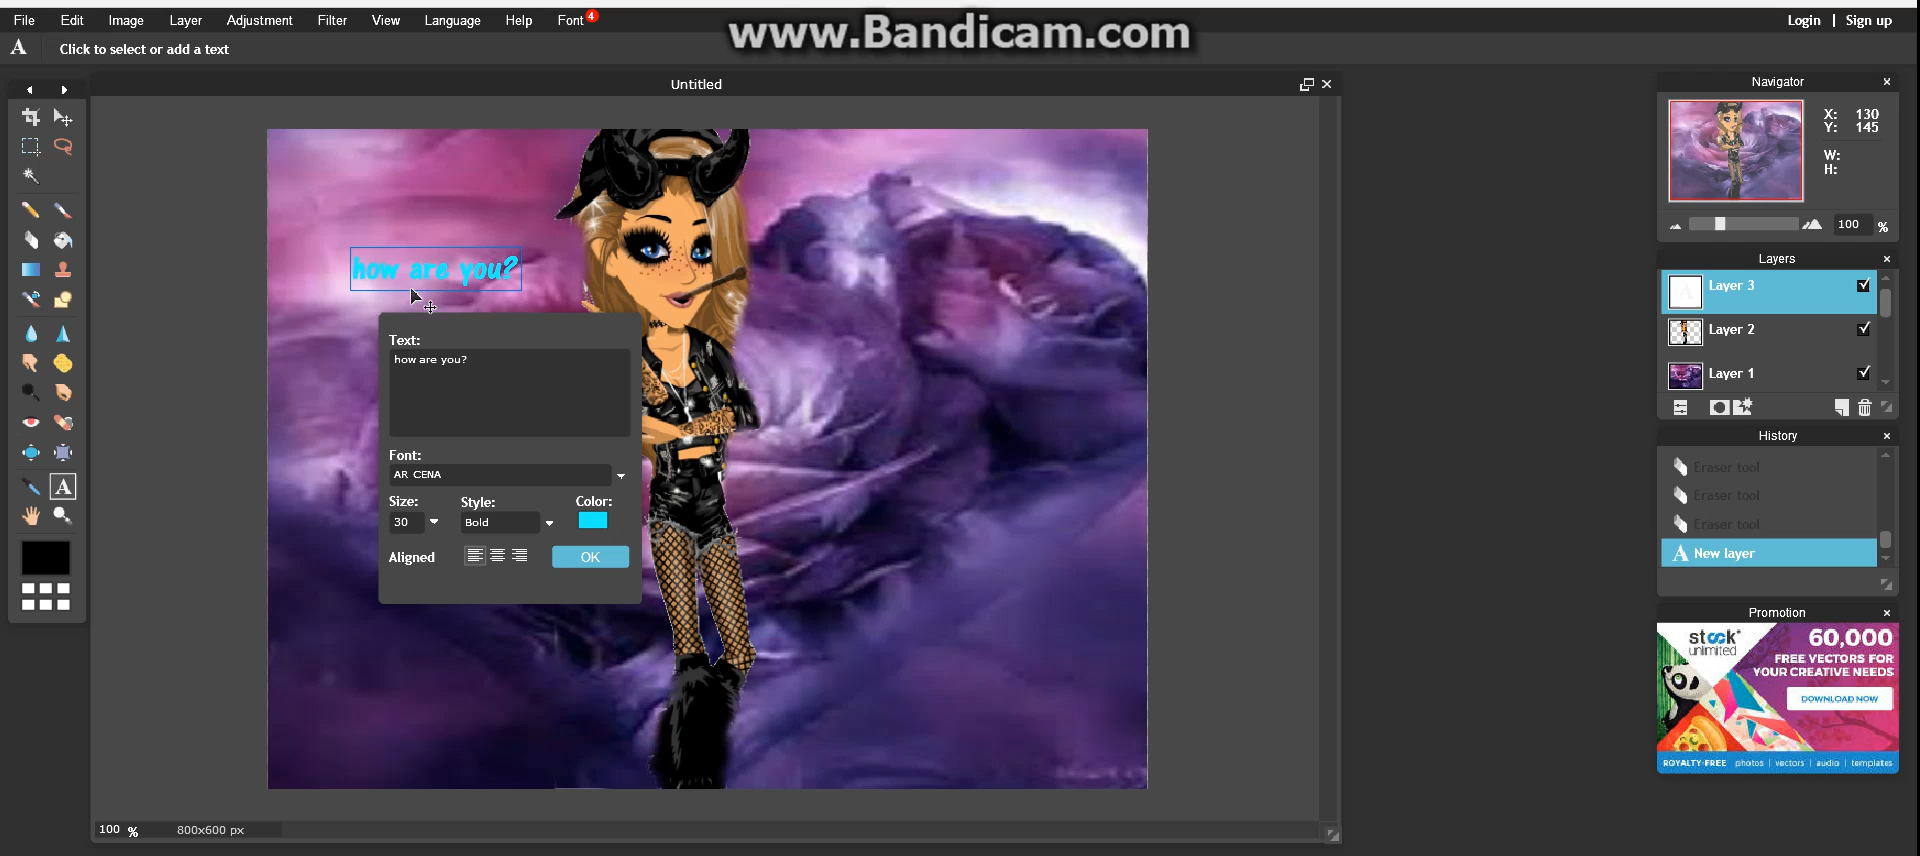 www.Bandicam.com
File Edit Image Layer Adjustment Filter View Language Help Font 4 Login | Sign up
A Click to select or add a text
Untitled
how are you?
Text:
how are you?
Font:
AR CENA
Size: Style: Color:
30 Bold
Aligned OK
A
100 % 800x600 px
Navigator
X: 130
Y: 145
W:
H:
100 %
Layers
Layer 3
Layer 2
Layer 1
History
Eraser tool
Eraser tool
Eraser tool
A New layer
Promotion
stock unlimited
60,000
FREE VECTORS FOR
YOUR CREATIVE NEEDS
DOWNLOAD NOW
ROYALTY-FREE photos | vectors | audio | templates